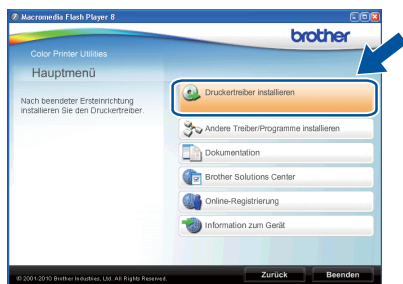 Macromedia Flash Player 8
brother
Color Printer Utilities
Hauptmenü
Nach beendeter Ersteinrichtung
installieren Sie den Druckertreiber.
Druckertreiber installieren
Andere Treiber/Programme installieren
Dokumentation
Brother Solutions Center
Online-Registrierung
Information zum Gerät
© 2001-2010 Brother Industries, Ltd. All Rights Reserved.
Zurück
Beenden